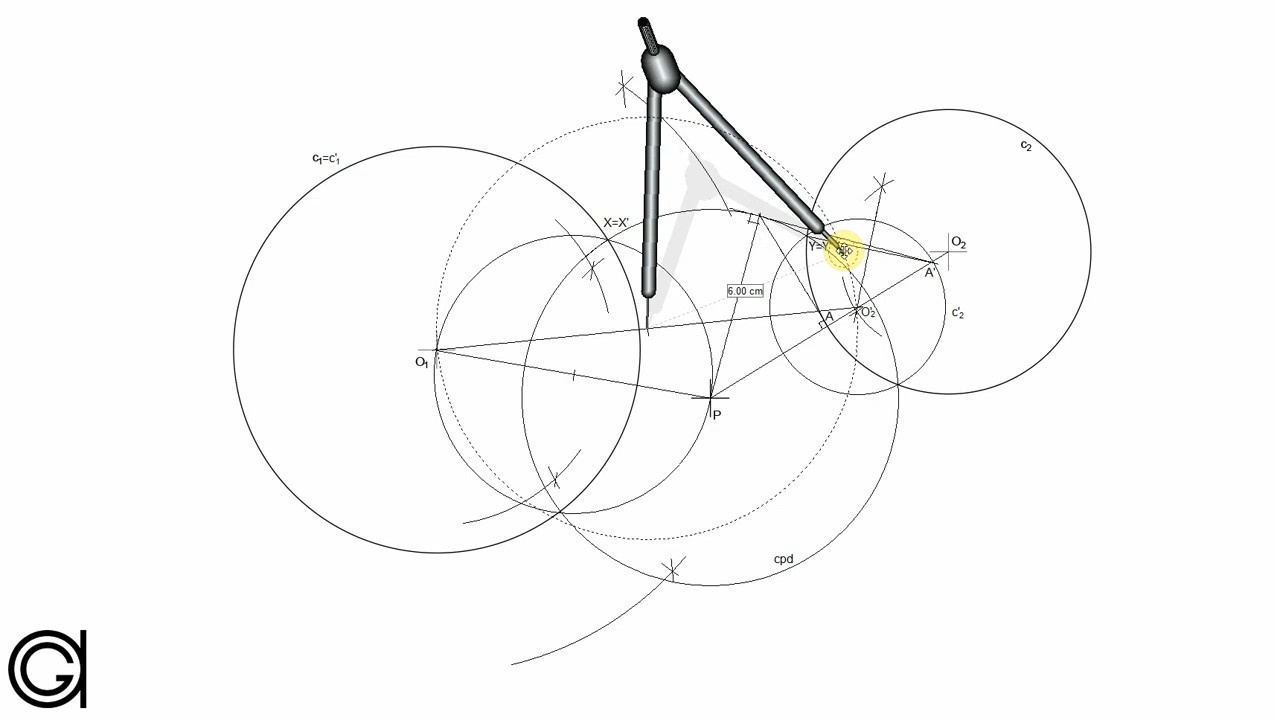 c₁=c'₁
c₂
X=X'
Y=Y
O₂
A'
6.00 cm
A
O'₂
c'₂
O₁
P
cpd